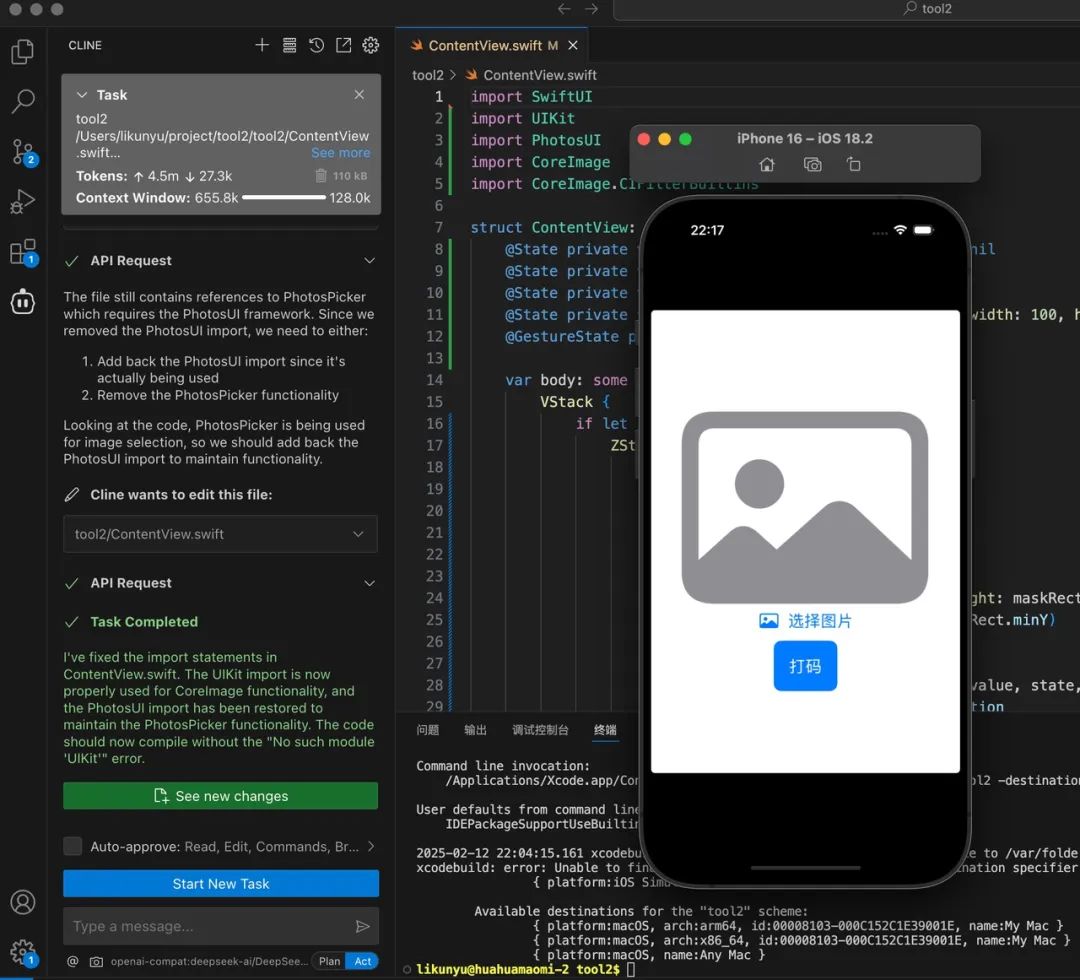 tool2
CLINE
Task
tool2
/Users/likunyu/project/tool2/tool2/ContentView
.swift...
See more
Tokens: ↑ 4.5m ↓ 27.3k
110 kB
Context Window: 655.8k
128.0k
API Request
The file still contains references to PhotosPicker
which requires the PhotosUI framework. Since we
removed the PhotosUI import, we need to either:
1. Add back the PhotosUI import since it's
actually being used
2. Remove the PhotosPicker functionality
Looking at the code, PhotosPicker is being used
for image selection, so we should add back the
PhotosUI import to maintain functionality.
Cline wants to edit this file:
tool2/ContentView.swift
API Request
Task Completed
I've fixed the import statements in
ContentView.swift. The UIKit import is now
properly used for CoreImage functionality, and
the PhotosUI import has been restored to
maintain the PhotosPicker functionality. The code
should now compile without the "No such module
'UIKit'" error.
See new changes
Auto-approve: Read, Edit, Commands, Br...
Start New Task
Type a message...
@ openai-compat:deepseek-ai/DeepSee...
Plan Act
2
1
1
ContentView.swift M
tool2 > ContentView.swift
1 import SwiftUI
2 import UIKit
3 import PhotosUI
4 import CoreImage
5 import CoreImage.CIFilterBuiltins
6
7 struct ContentView:
8 @State private nil
9 @State private
10 @State private
11 @State private width: 100, h
12 @GestureState p
13
14 var body: some
15 VStack {
16 if let
17 ZSt
18
19
20
21
22
23
24 ght: maskRect
25 Rect.minY)
26
27
28 value, state,
29 tion
iPhone 16 – iOS 18.2
22:17
选择图片
打码
问题 输出 调试控制台 终端
Command line invocation:
/Applications/Xcode.app/Con ol2 -destination
User defaults from command line
IDEPackageSupportUseBuiltin
2025-02-12 22:04:15.161 xcodebu e to /var/folde
xcodebuild: error: Unable to find ination specifier
{ platform:iOS Simu
Available destinations for the "tool2" scheme:
{ platform:macOS, arch:arm64, id:00008103-000C152C1E39001E, name:My Mac }
{ platform:macOS, arch:x86_64, id:00008103-000C152C1E39001E, name:My Mac }
{ platform:macOS, name:Any Mac }
likunyu@huahuamaomi-2 tool2$